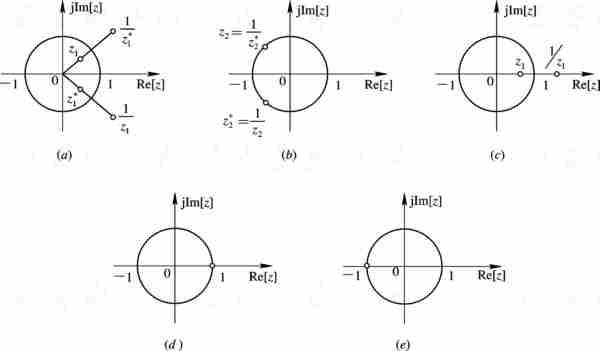 jIm[z]
z₁
1/z₁*
−1
0
1
Re[z]
z₁*
1/z₁
(a)
jIm[z]
z₂ = 1/z₂*
−1
0
1
Re[z]
z₂* = 1/z₂
(b)
jIm[z]
z₁
1/z₁
−1
0
1
Re[z]
(c)
jIm[z]
−1
0
1
Re[z]
(d)
jIm[z]
−1
0
1
Re[z]
(e)